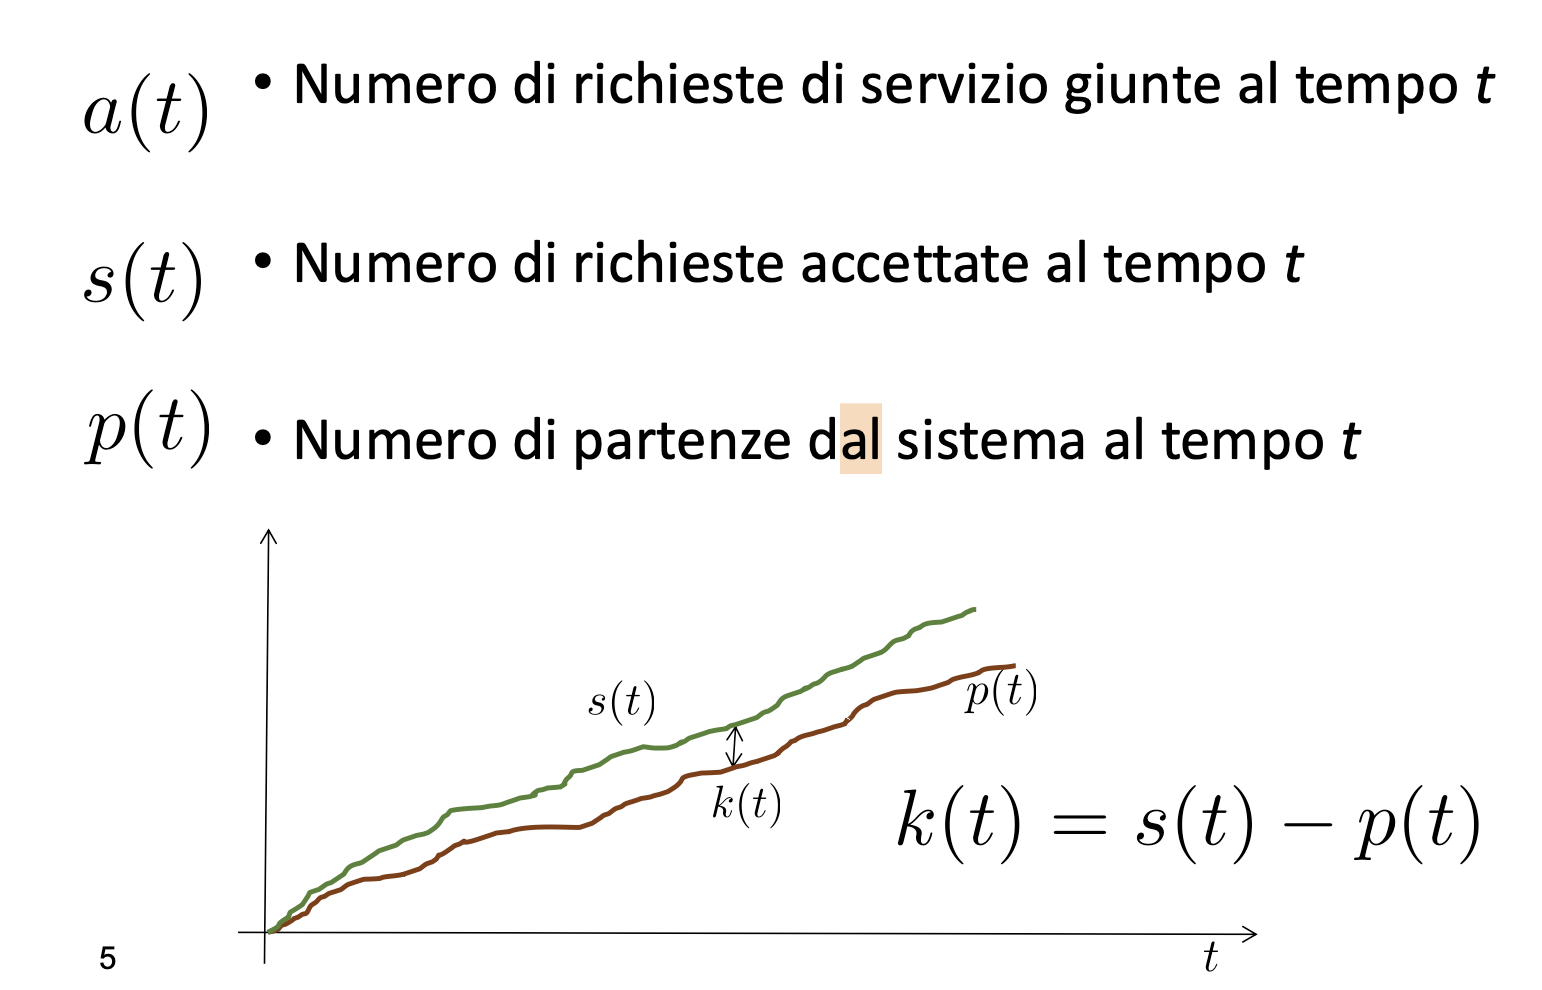 a(t) • Numero di richieste di servizio giunte al tempo t
s(t) • Numero di richieste accettate al tempo t
p(t) • Numero di partenze dal sistema al tempo t
s(t)
p(t)
k(t)
k(t) = s(t) − p(t)
t
5